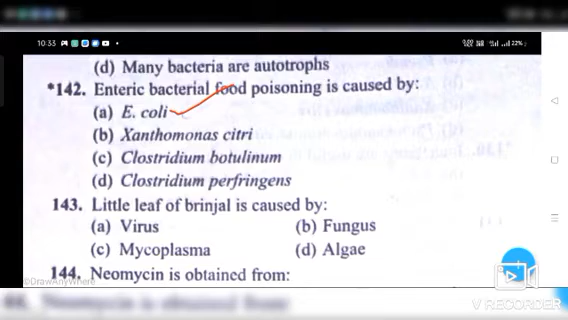 10:33
22%
(d) Many bacteria are autotrophs
*142. Enteric bacterial food poisoning is caused by:
(a) E. coli
(b) Xanthomonas citri
(c) Clostridium botulinum
(d) Clostridium perfringens
143. Little leaf of brinjal is caused by:
(a) Virus (b) Fungus
(c) Mycoplasma (d) Algae
144. Neomycin is obtained from:
©DrawAnyWhere
V RECORDER